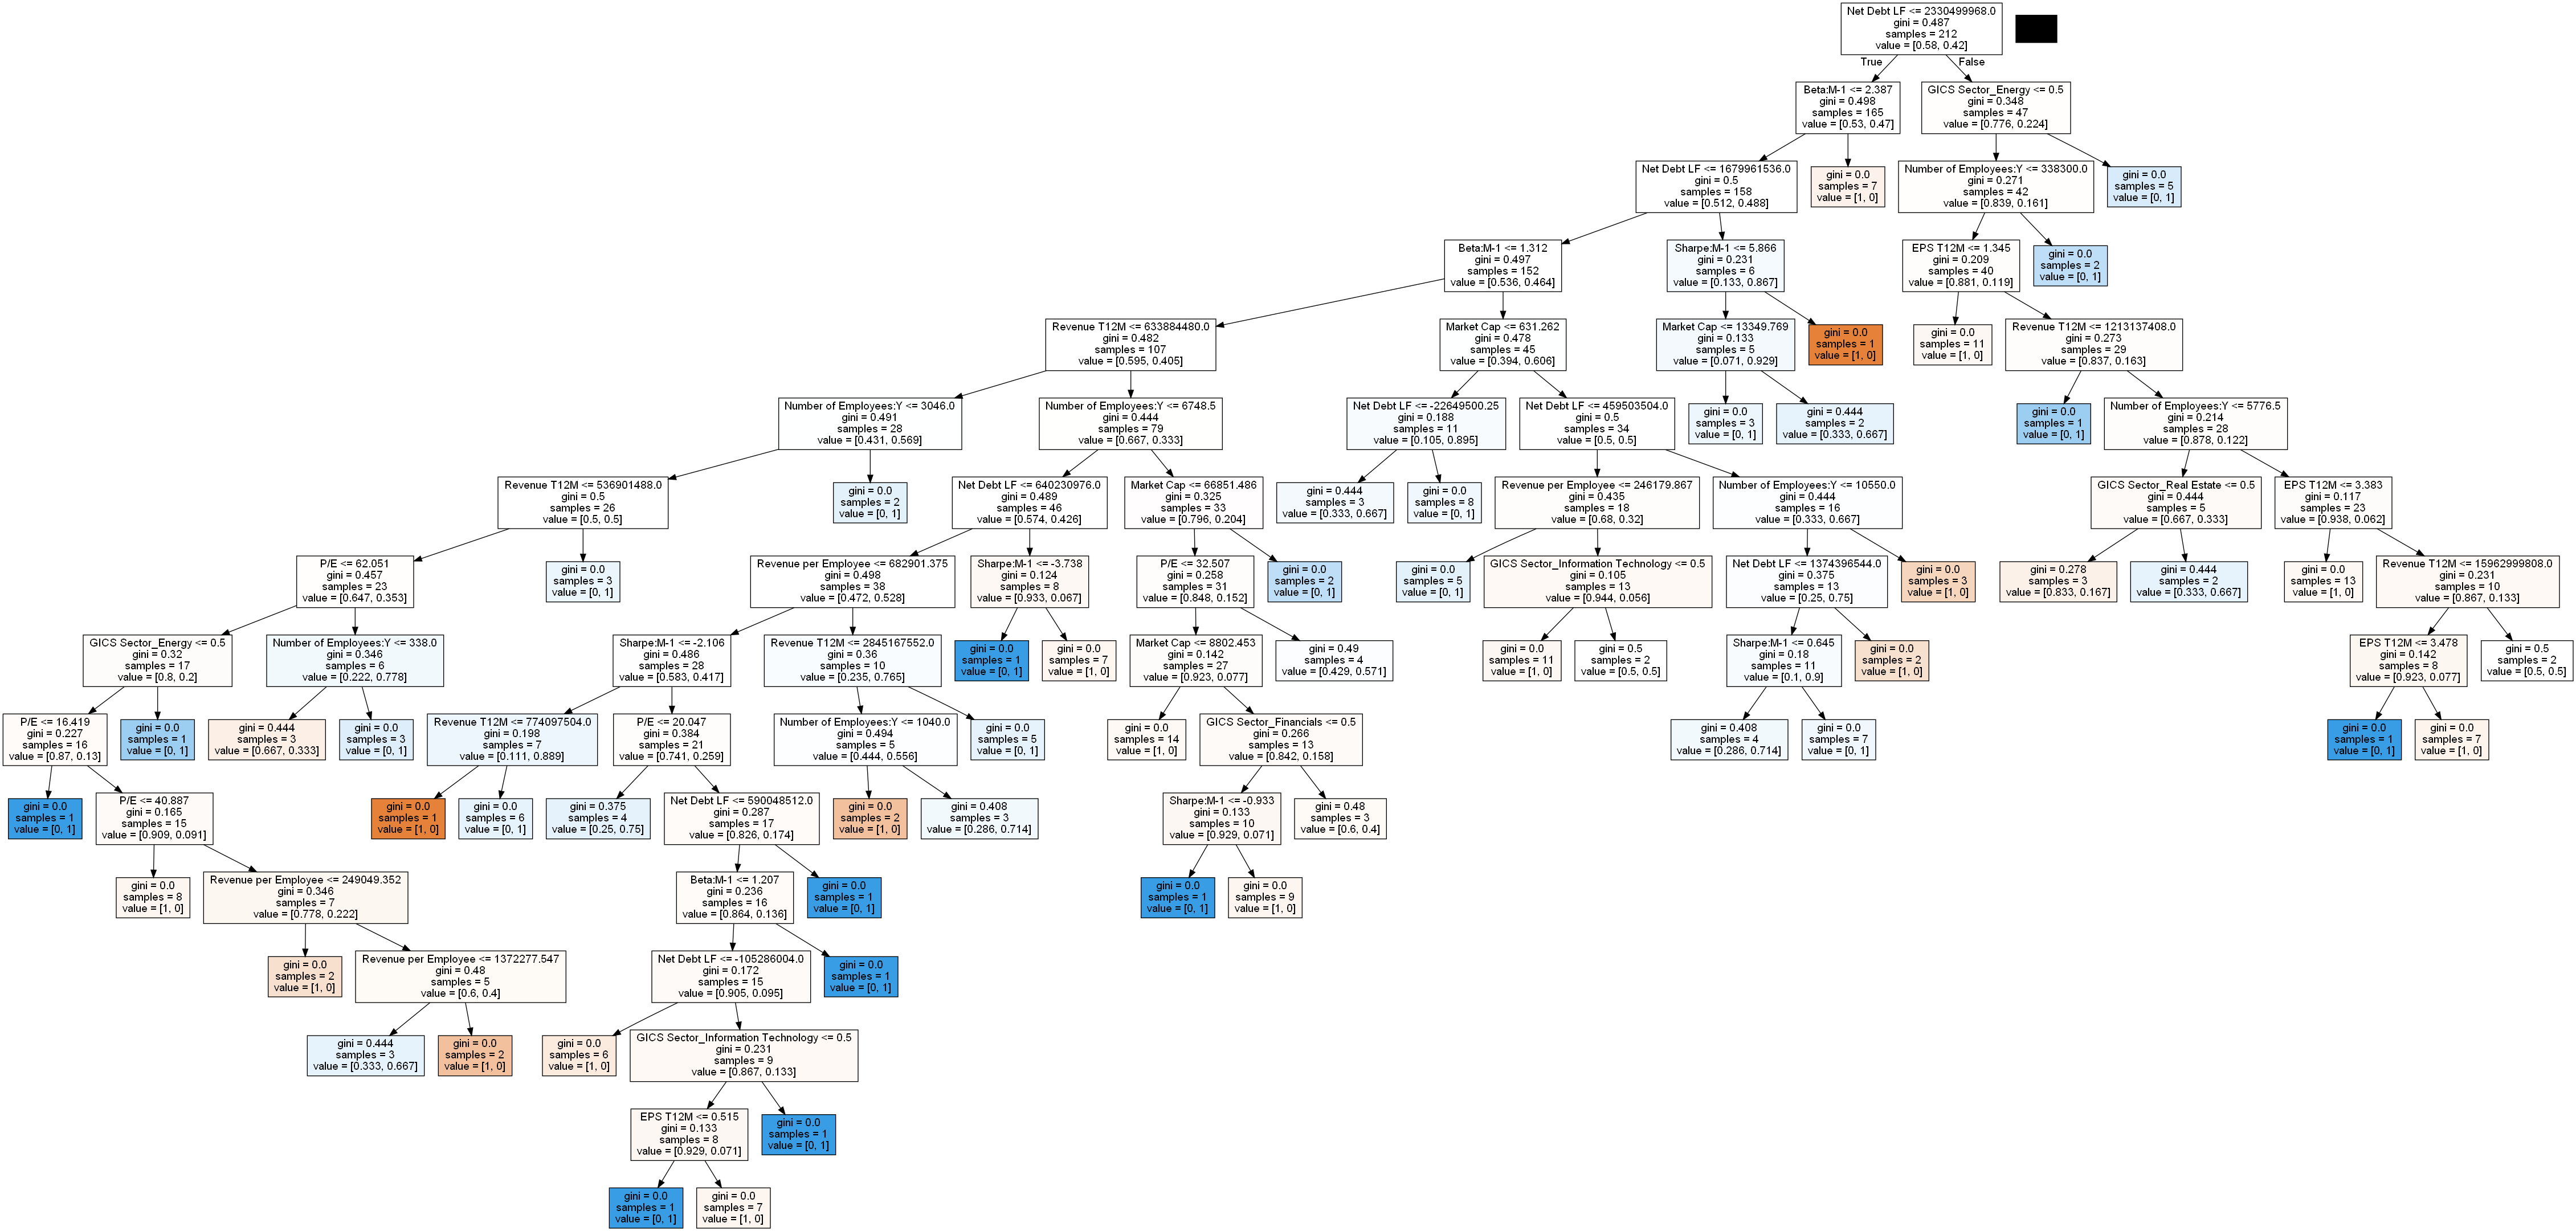 Net Debt LF <= 2330499968.0
gini = 0.487
samples = 212
value = [0.58, 0.42]
True
False
Beta:M-1 <= 2.387
gini = 0.498
samples = 165
value = [0.53, 0.47]
GICS Sector_Energy <= 0.5
gini = 0.348
samples = 47
value = [0.776, 0.224]
Net Debt LF <= 1679961536.0
gini = 0.5
samples = 158
value = [0.512, 0.488]
gini = 0.0
samples = 7
value = [1, 0]
Number of Employees:Y <= 338300.0
gini = 0.271
samples = 42
value = [0.839, 0.161]
gini = 0.0
samples = 5
value = [0, 1]
Beta:M-1 <= 1.312
gini = 0.497
samples = 152
value = [0.536, 0.464]
Sharpe:M-1 <= 5.866
gini = 0.231
samples = 6
value = [0.133, 0.867]
EPS T12M <= 1.345
gini = 0.209
samples = 40
value = [0.881, 0.119]
gini = 0.0
samples = 2
value = [0, 1]
Revenue T12M <= 633884480.0
gini = 0.482
samples = 107
value = [0.595, 0.405]
Market Cap <= 631.262
gini = 0.478
samples = 45
value = [0.394, 0.606]
Market Cap <= 13349.769
gini = 0.133
samples = 5
value = [0.071, 0.929]
gini = 0.0
samples = 1
value = [1, 0]
gini = 0.0
samples = 11
value = [1, 0]
Revenue T12M <= 1213137408.0
gini = 0.273
samples = 29
value = [0.837, 0.163]
Number of Employees:Y <= 3046.0
gini = 0.491
samples = 28
value = [0.431, 0.569]
Number of Employees:Y <= 6748.5
gini = 0.444
samples = 79
value = [0.667, 0.333]
Net Debt LF <= -22649500.25
gini = 0.188
samples = 11
value = [0.105, 0.895]
Net Debt LF <= 459503504.0
gini = 0.5
samples = 34
value = [0.5, 0.5]
gini = 0.0
samples = 3
value = [0, 1]
gini = 0.444
samples = 2
value = [0.333, 0.667]
gini = 0.0
samples = 1
value = [0, 1]
Number of Employees:Y <= 5776.5
gini = 0.214
samples = 28
value = [0.878, 0.122]
Revenue T12M <= 536901488.0
gini = 0.5
samples = 26
value = [0.5, 0.5]
gini = 0.0
samples = 2
value = [0, 1]
Net Debt LF <= 640230976.0
gini = 0.489
samples = 46
value = [0.574, 0.426]
Market Cap <= 66851.486
gini = 0.325
samples = 33
value = [0.796, 0.204]
gini = 0.444
samples = 3
value = [0.333, 0.667]
gini = 0.0
samples = 8
value = [0, 1]
Revenue per Employee <= 246179.867
gini = 0.435
samples = 18
value = [0.68, 0.32]
Number of Employees:Y <= 10550.0
gini = 0.444
samples = 16
value = [0.333, 0.667]
GICS Sector_Real Estate <= 0.5
gini = 0.444
samples = 5
value = [0.667, 0.333]
EPS T12M <= 3.383
gini = 0.117
samples = 23
value = [0.938, 0.062]
P/E <= 62.051
gini = 0.457
samples = 23
value = [0.647, 0.353]
gini = 0.0
samples = 3
value = [0, 1]
Revenue per Employee <= 682901.375
gini = 0.498
samples = 38
value = [0.472, 0.528]
Sharpe:M-1 <= -3.738
gini = 0.124
samples = 8
value = [0.933, 0.067]
P/E <= 32.507
gini = 0.258
samples = 31
value = [0.848, 0.152]
gini = 0.0
samples = 2
value = [0, 1]
gini = 0.0
samples = 5
value = [0, 1]
GICS Sector_Information Technology <= 0.5
gini = 0.105
samples = 13
value = [0.944, 0.056]
Net Debt LF <= 1374396544.0
gini = 0.375
samples = 13
value = [0.25, 0.75]
gini = 0.0
samples = 3
value = [1, 0]
gini = 0.278
samples = 3
value = [0.833, 0.167]
gini = 0.444
samples = 2
value = [0.333, 0.667]
gini = 0.0
samples = 13
value = [1, 0]
Revenue T12M <= 15962999808.0
gini = 0.231
samples = 10
value = [0.867, 0.133]
GICS Sector_Energy <= 0.5
gini = 0.32
samples = 17
value = [0.8, 0.2]
Number of Employees:Y <= 338.0
gini = 0.346
samples = 6
value = [0.222, 0.778]
Sharpe:M-1 <= -2.106
gini = 0.486
samples = 28
value = [0.583, 0.417]
Revenue T12M <= 2845167552.0
gini = 0.36
samples = 10
value = [0.235, 0.765]
gini = 0.0
samples = 1
value = [0, 1]
gini = 0.0
samples = 7
value = [1, 0]
Market Cap <= 8802.453
gini = 0.142
samples = 27
value = [0.923, 0.077]
gini = 0.49
samples = 4
value = [0.429, 0.571]
gini = 0.0
samples = 11
value = [1, 0]
gini = 0.5
samples = 2
value = [0.5, 0.5]
Sharpe:M-1 <= 0.645
gini = 0.18
samples = 11
value = [0.1, 0.9]
gini = 0.0
samples = 2
value = [1, 0]
EPS T12M <= 3.478
gini = 0.142
samples = 8
value = [0.923, 0.077]
gini = 0.5
samples = 2
value = [0.5, 0.5]
P/E <= 16.419
gini = 0.227
samples = 16
value = [0.87, 0.13]
gini = 0.0
samples = 1
value = [0, 1]
gini = 0.444
samples = 3
value = [0.667, 0.333]
gini = 0.0
samples = 3
value = [0, 1]
Revenue T12M <= 774097504.0
gini = 0.198
samples = 7
value = [0.111, 0.889]
P/E <= 20.047
gini = 0.384
samples = 21
value = [0.741, 0.259]
Number of Employees:Y <= 1040.0
gini = 0.494
samples = 5
value = [0.444, 0.556]
gini = 0.0
samples = 5
value = [0, 1]
gini = 0.0
samples = 14
value = [1, 0]
GICS Sector_Financials <= 0.5
gini = 0.266
samples = 13
value = [0.842, 0.158]
gini = 0.408
samples = 4
value = [0.286, 0.714]
gini = 0.0
samples = 7
value = [0, 1]
gini = 0.0
samples = 1
value = [0, 1]
gini = 0.0
samples = 7
value = [1, 0]
gini = 0.0
samples = 1
value = [0, 1]
P/E <= 40.887
gini = 0.165
samples = 15
value = [0.909, 0.091]
gini = 0.0
samples = 1
value = [1, 0]
gini = 0.0
samples = 6
value = [0, 1]
gini = 0.375
samples = 4
value = [0.25, 0.75]
Net Debt LF <= 590048512.0
gini = 0.287
samples = 17
value = [0.826, 0.174]
gini = 0.0
samples = 2
value = [1, 0]
gini = 0.408
samples = 3
value = [0.286, 0.714]
Sharpe:M-1 <= -0.933
gini = 0.133
samples = 10
value = [0.929, 0.071]
gini = 0.48
samples = 3
value = [0.6, 0.4]
gini = 0.0
samples = 8
value = [1, 0]
Revenue per Employee <= 249049.352
gini = 0.346
samples = 7
value = [0.778, 0.222]
Beta:M-1 <= 1.207
gini = 0.236
samples = 16
value = [0.864, 0.136]
gini = 0.0
samples = 1
value = [0, 1]
gini = 0.0
samples = 1
value = [0, 1]
gini = 0.0
samples = 9
value = [1, 0]
gini = 0.0
samples = 2
value = [1, 0]
Revenue per Employee <= 1372277.547
gini = 0.48
samples = 5
value = [0.6, 0.4]
Net Debt LF <= -105286004.0
gini = 0.172
samples = 15
value = [0.905, 0.095]
gini = 0.0
samples = 1
value = [0, 1]
gini = 0.444
samples = 3
value = [0.333, 0.667]
gini = 0.0
samples = 2
value = [1, 0]
gini = 0.0
samples = 6
value = [1, 0]
GICS Sector_Information Technology <= 0.5
gini = 0.231
samples = 9
value = [0.867, 0.133]
EPS T12M <= 0.515
gini = 0.133
samples = 8
value = [0.929, 0.071]
gini = 0.0
samples = 1
value = [0, 1]
gini = 0.0
samples = 1
value = [0, 1]
gini = 0.0
samples = 7
value = [1, 0]